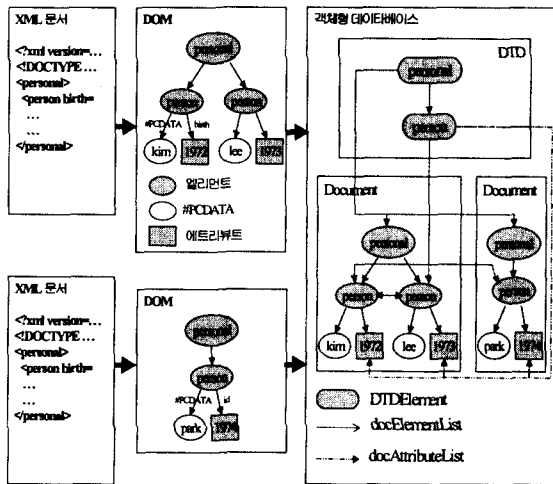 XML 문서
<?xml version=...
<!DOCTYPE ...
<personal>
<person birth=
...
...
</personal>
DOM
personal
person
person
#PCDATA
birth
kim
1972
lee
1973
엘리먼트
#PCDATA
애트리뷰트
XML 문서
<?xml version=...
<!DOCTYPE ...
<personal>
<person birth=
...
...
</personal>
DOM
personal
person
#PCDATA
id
park
1974
객체형 데이타베이스
DTD
personal
person
Document
Document
personal
personal
person
person
person
kim
1972
lee
1973
park
1974
DTDElement
docElementList
docAttributeList